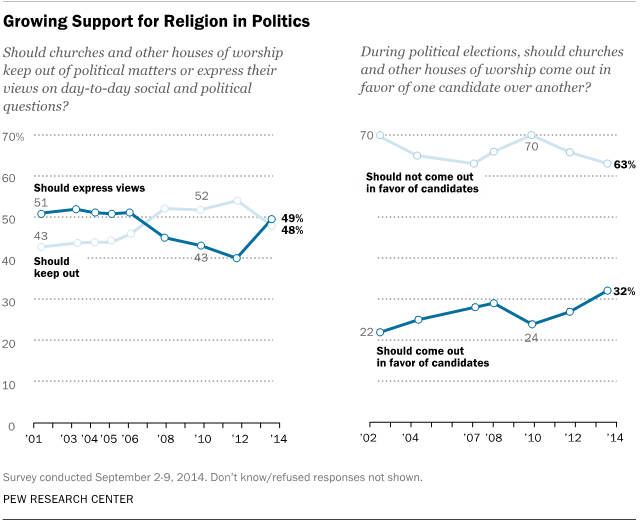 Growing Support for Religion in Politics
Should churches and other houses of worship
keep out of political matters or express their
views on day-to-day social and political
questions?
70%
60
50
40
30
20
10
0
Should express views
51
43
Should
keep out
52
43
49%
48%
'01
'03
'04
'05
'06
'08
'10
'12
'14
During political elections, should churches
and other houses of worship come out in
favor of one candidate over another?
70
70
Should not come out
in favor of candidates
63%
32%
22
24
Should come out
in favor of candidates
'02
'04
'07
'08
'10
'12
'14
Survey conducted September 2-9, 2014. Don't know/refused responses not shown.
PEW RESEARCH CENTER